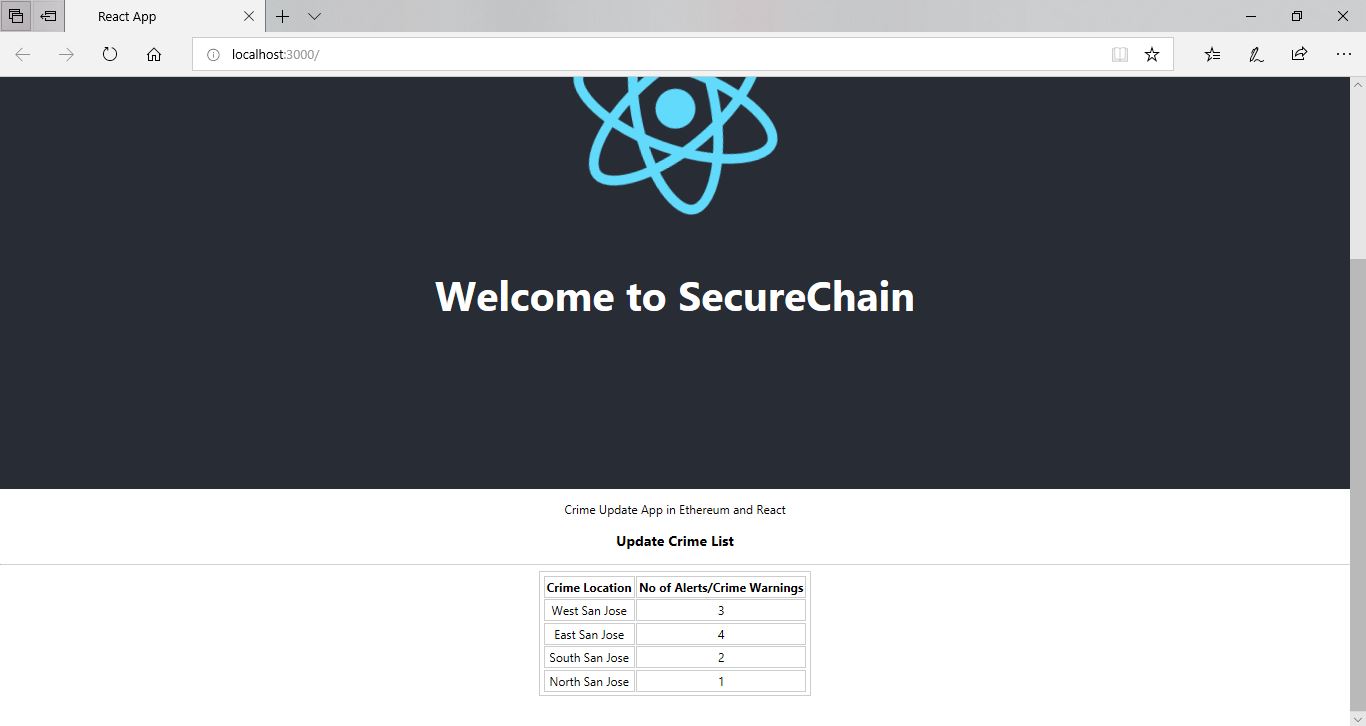 React App
localhost:3000/
Welcome to SecureChain
Crime Update App in Ethereum and React
Update Crime List
Crime Location No of Alerts/Crime Warnings
West San Jose 3
East San Jose 4
South San Jose 2
North San Jose 1